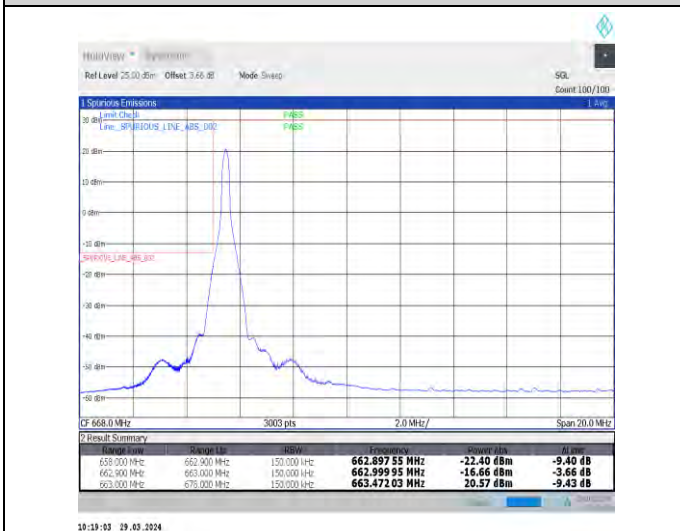 MultiView Spectrum
Ref Level 25.00 dBm Offset 3.66 dB Mode Sweep SGL
Count 100/100
1 Spurious Emissions 1 Avg
Limit Check PASS
30 dBm
Line _SPURIOUS_LINE_ABS_002 PASS
20 dBm
10 dBm
0 dBm
-10 dBm
_SPURIOUS_LINE_ABS_002
-20 dBm
-30 dBm
-40 dBm
-50 dBm
-60 dBm
CF 668.0 MHz 3003 pts 2.0 MHz/ Span 20.0 MHz
2 Result Summary
Range Low Range Up RBW Frequency Power Abs ΔLimit
658.000 MHz 662.900 MHz 150.000 kHz 662.897 55 MHz -22.40 dBm -9.40 dB
662.900 MHz 663.000 MHz 150.000 kHz 662.999 95 MHz -16.66 dBm -3.66 dB
663.000 MHz 678.000 MHz 150.000 kHz 663.472 03 MHz 20.57 dBm -9.43 dB
10:19:03 29.03.2024